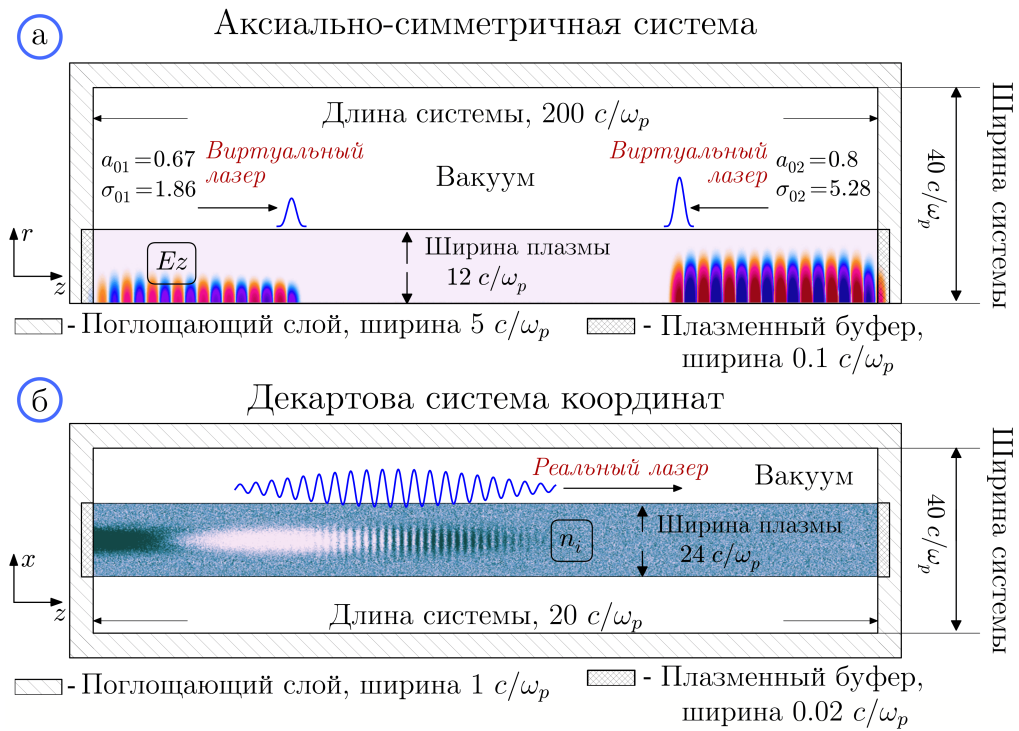 а
Аксиально-симметричная система
Длина системы, 200 c/ω_p
a_01=0.67
σ_01=1.86
Виртуальный
лазер
Вакуум
Виртуальный
лазер
a_02=0.8
σ_02=5.28
Ширина системы
40 c/ω_p
r
z
Ez
Ширина плазмы
12 c/ω_p
- Поглощающий слой, ширина 5 c/ω_p
- Плазменный буфер,
ширина 0.1 c/ω_p
б
Декартова система координат
Реальный лазер
Вакуум
Ширина системы
40 c/ω_p
x
z
n_i
Ширина плазмы
24 c/ω_p
Длина системы, 20 c/ω_p
- Поглощающий слой, ширина 1 c/ω_p
- Плазменный буфер,
ширина 0.02 c/ω_p